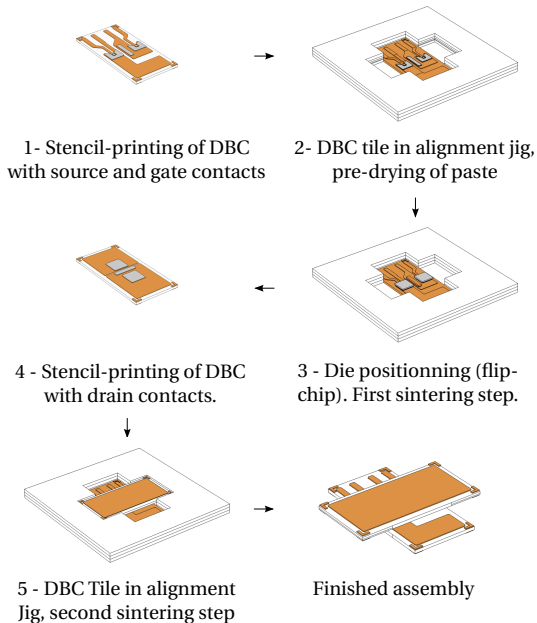 1- Stencil-printing of DBC
with source and gate contacts
2- DBC tile in alignment jig,
pre-drying of paste
3 - Die positionning (flip-
chip). First sintering step.
4 - Stencil-printing of DBC
with drain contacts.
5 - DBC Tile in alignment
Jig, second sintering step
Finished assembly